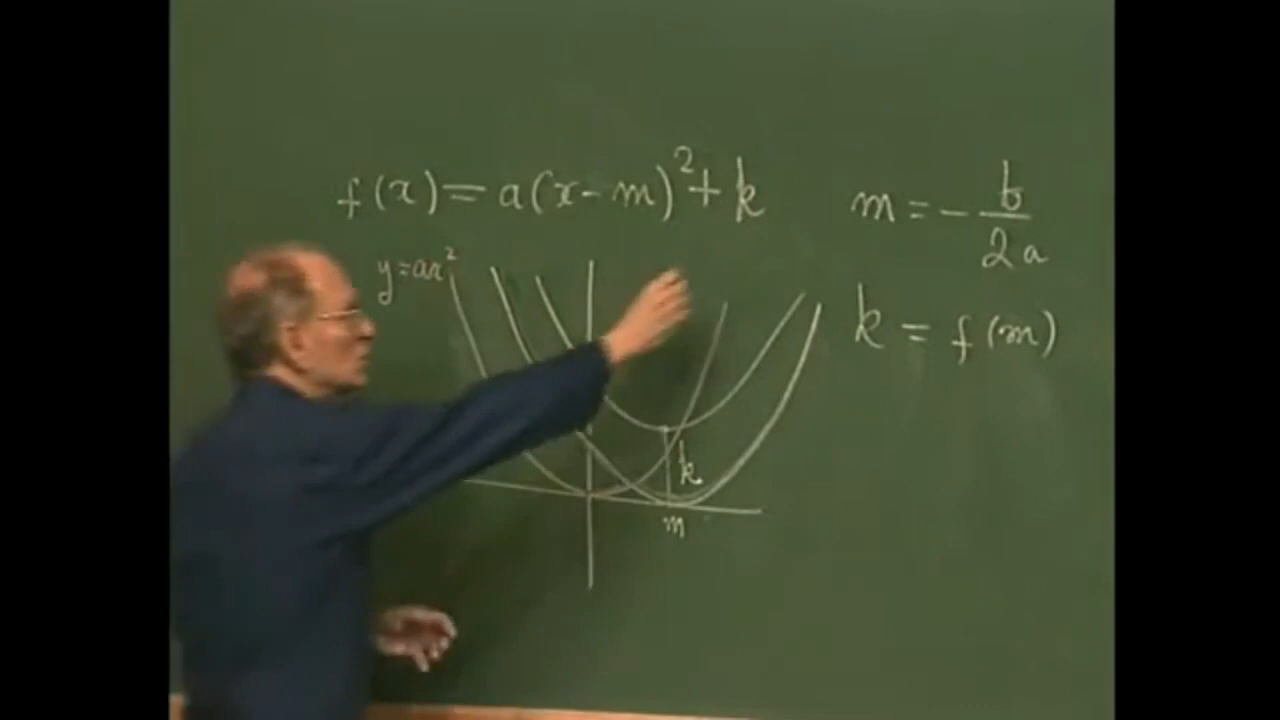 f(x) = a(x - m)² + k
m = - b/2a
y = ax²
k = f(m)
k
m